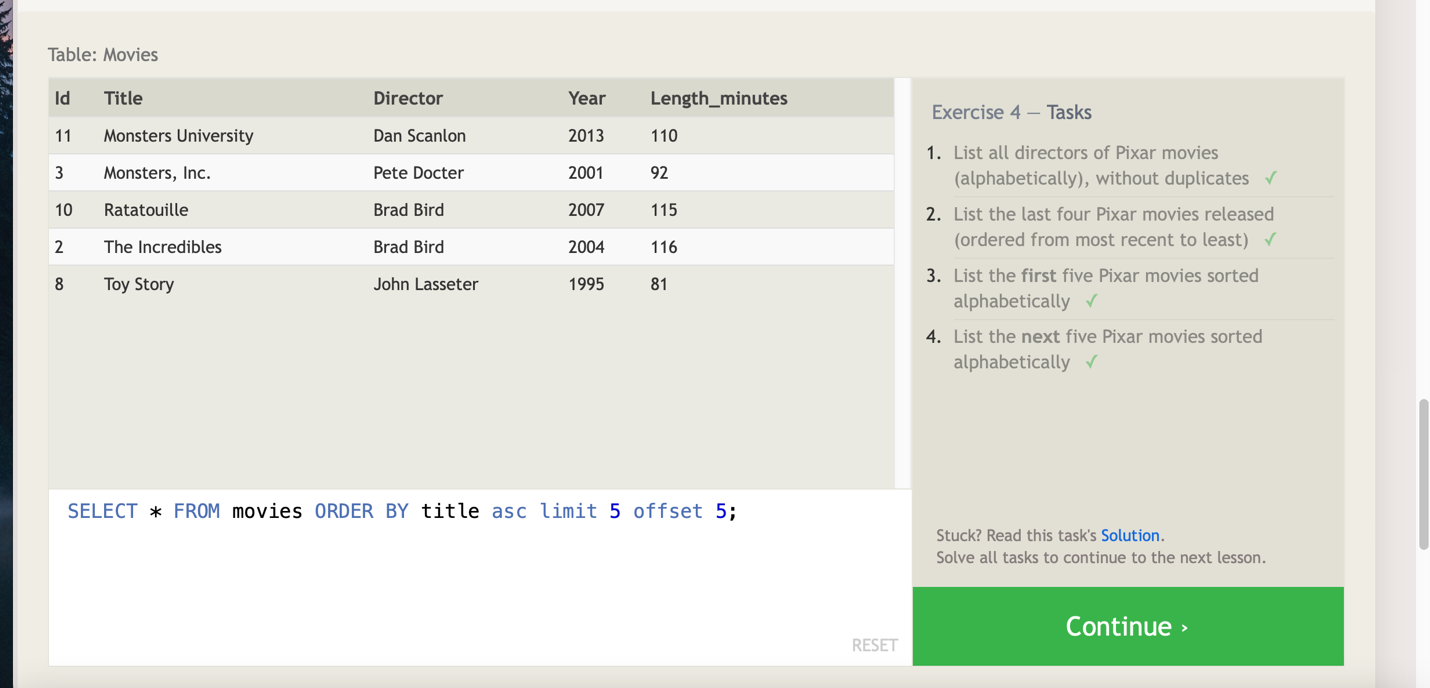 Table: Movies
Id Title Director Year Length_minutes
11 Monsters University Dan Scanlon 2013 110
3 Monsters, Inc. Pete Docter 2001 92
10 Ratatouille Brad Bird 2007 115
2 The Incredibles Brad Bird 2004 116
8 Toy Story John Lasseter 1995 81
SELECT * FROM movies ORDER BY title asc limit 5 offset 5;
RESET
Exercise 4 — Tasks
1. List all directors of Pixar movies
(alphabetically), without duplicates ✓
2. List the last four Pixar movies released
(ordered from most recent to least) ✓
3. List the first five Pixar movies sorted
alphabetically ✓
4. List the next five Pixar movies sorted
alphabetically ✓
Stuck? Read this task's Solution.
Solve all tasks to continue to the next lesson.
Continue ›